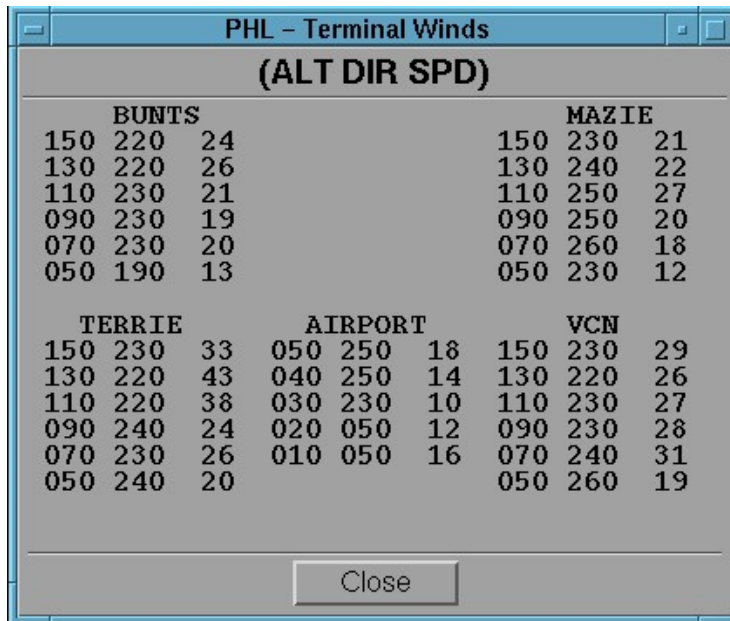 PHL – Terminal Winds
(ALT DIR SPD)
BUNTS MAZIE
150 220 24 150 230 21
130 220 26 130 240 22
110 230 21 110 250 27
090 230 19 090 250 20
070 230 20 070 260 18
050 190 13 050 230 12
TERRIE AIRPORT VCN
150 230 33 050 250 18 150 230 29
130 220 43 040 250 14 130 220 26
110 220 38 030 230 10 110 230 27
090 240 24 020 050 12 090 230 28
070 230 26 010 050 16 070 240 31
050 240 20 050 260 19
Close